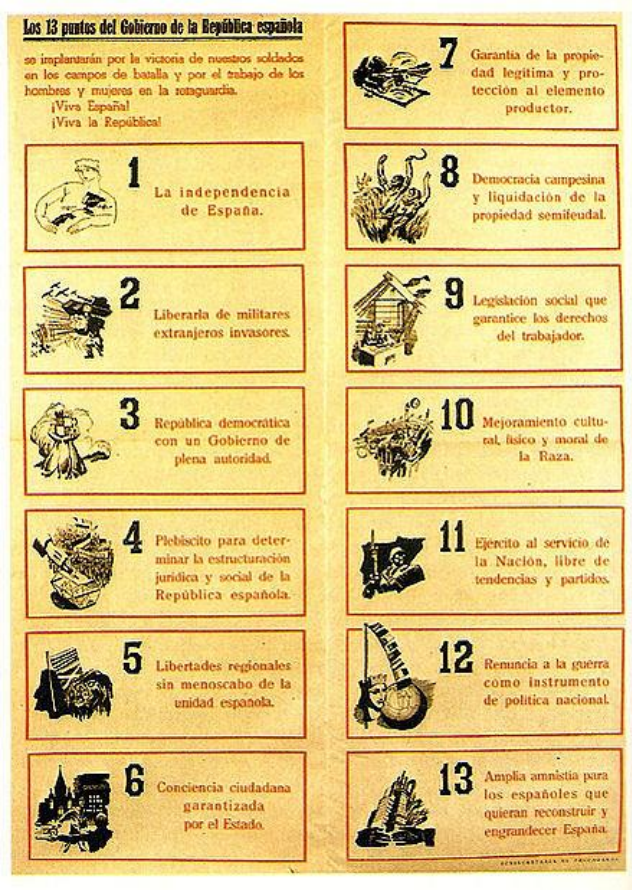 Los 13 puntos del Gobierno de la República española
se implantarán por la victoria de nuestros soldados
en los campos de batalla y por el trabajo de los
hombres y mujeres en la retaguardia.
¡Viva España!
¡Viva la República!
1
La independencia
de España.
2
Liberarla de militares
extranjeros invasores.
3
República democrática
con un Gobierno de
plena autoridad.
4
Plebiscito para deter-
minar la estructuración
jurídica y social de la
República española.
5
Libertades regionales
sin menoscabo de la
unidad española.
6
Conciencia ciudadana
garantizada
por el Estado.
7
Garantía de la propie-
dad legítima y pro-
tección al elemento
productor.
8
Democracia campesina
y liquidación de la
propiedad semifeudal.
9
Legislación social que
garantice los derechos
del trabajador.
10
Mejoramiento cultu-
ral, físico y moral de
la Raza.
11
Ejército al servicio de
la Nación, libre de
tendencias y partidos.
12
Renuncia a la guerra
como instrumento
de política nacional.
13
Amplia amnistía para
los españoles que
quieran reconstruir y
engrandecer España.
SUBSECRETARIA DE PROPAGANDA